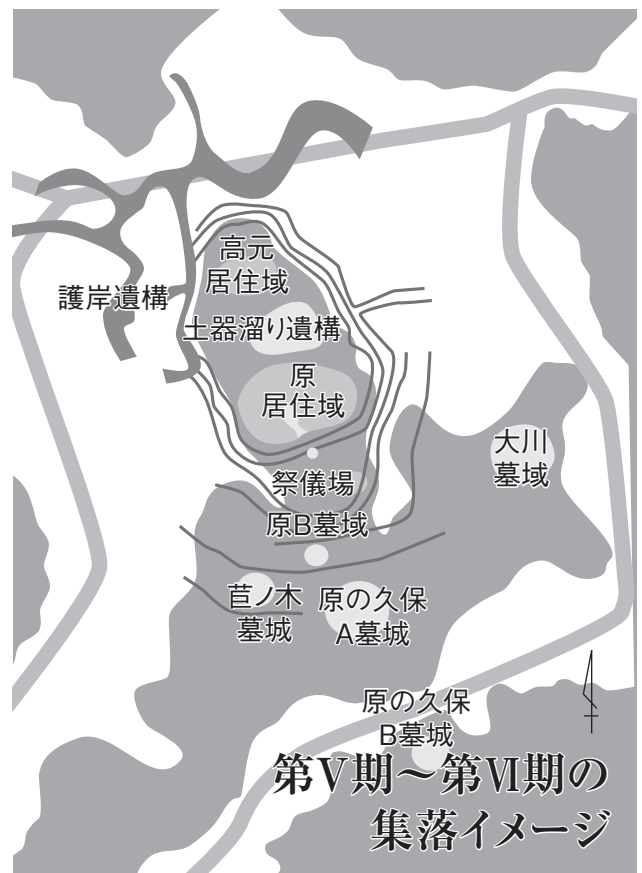 高元
居住域
護岸遺構
土器溜り遺構
原
居住域
大川
墓域
祭儀場
原B墓域
苣ノ木
墓城
原の久保
A墓城
原の久保
B墓城
第Ⅴ期～第Ⅵ期の
集落イメージ